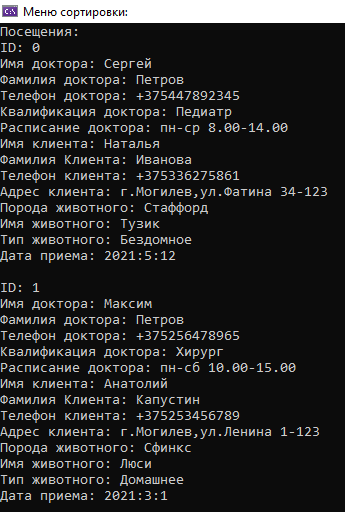 Меню сортировки:
Посещения:
ID: 0
Имя доктора: Сергей
Фамилия доктора: Петров
Телефон доктора: +375447892345
Квалификация доктора: Педиатр
Расписание доктора: пн-ср 8.00-14.00
Имя клиента: Наталья
Фамилия Клиента: Иванова
Телефон клиента: +375336275861
Адрес клиента: г.Могилев,ул.Фатина 34-123
Порода животного: Стаффорд
Имя животного: Тузик
Тип животного: Бездомное
Дата приема: 2021:5:12
ID: 1
Имя доктора: Максим
Фамилия доктора: Петров
Телефон доктора: +375256478965
Квалификация доктора: Хирург
Расписание доктора: пн-сб 10.00-15.00
Имя клиента: Анатолий
Фамилия Клиента: Капустин
Телефон клиента: +375253456789
Адрес клиента: г.Могилев,ул.Ленина 1-123
Порода животного: Сфинкс
Имя животного: Люси
Тип животного: Домашнее
Дата приема: 2021:3:1